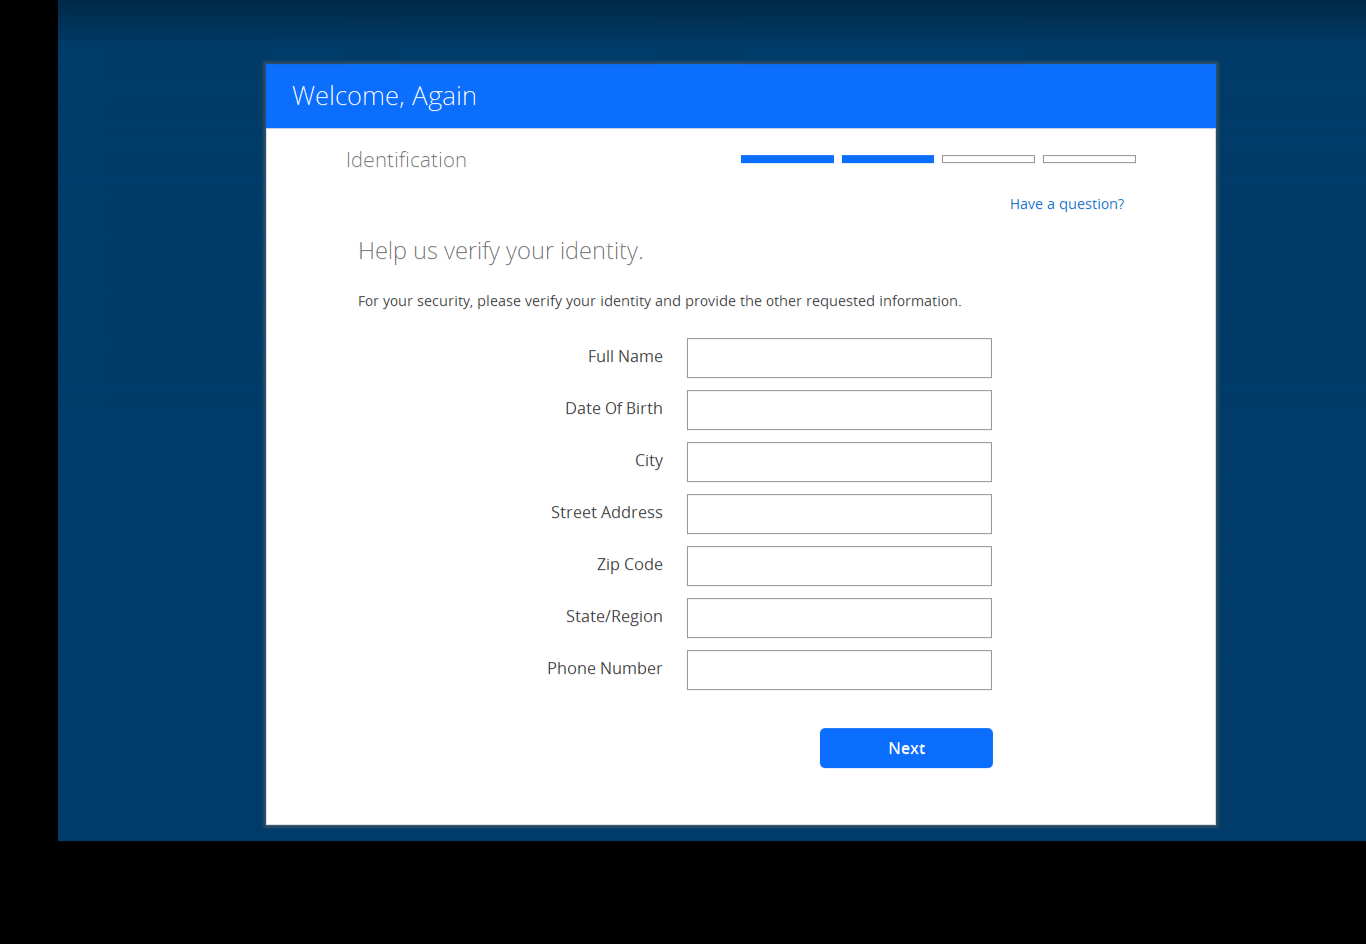 Welcome, Again
Identification
Have a question?
Help us verify your identity.
For your security, please verify your identity and provide the other requested information.
Full Name
Date Of Birth
City
Street Address
Zip Code
State/Region
Phone Number
Next